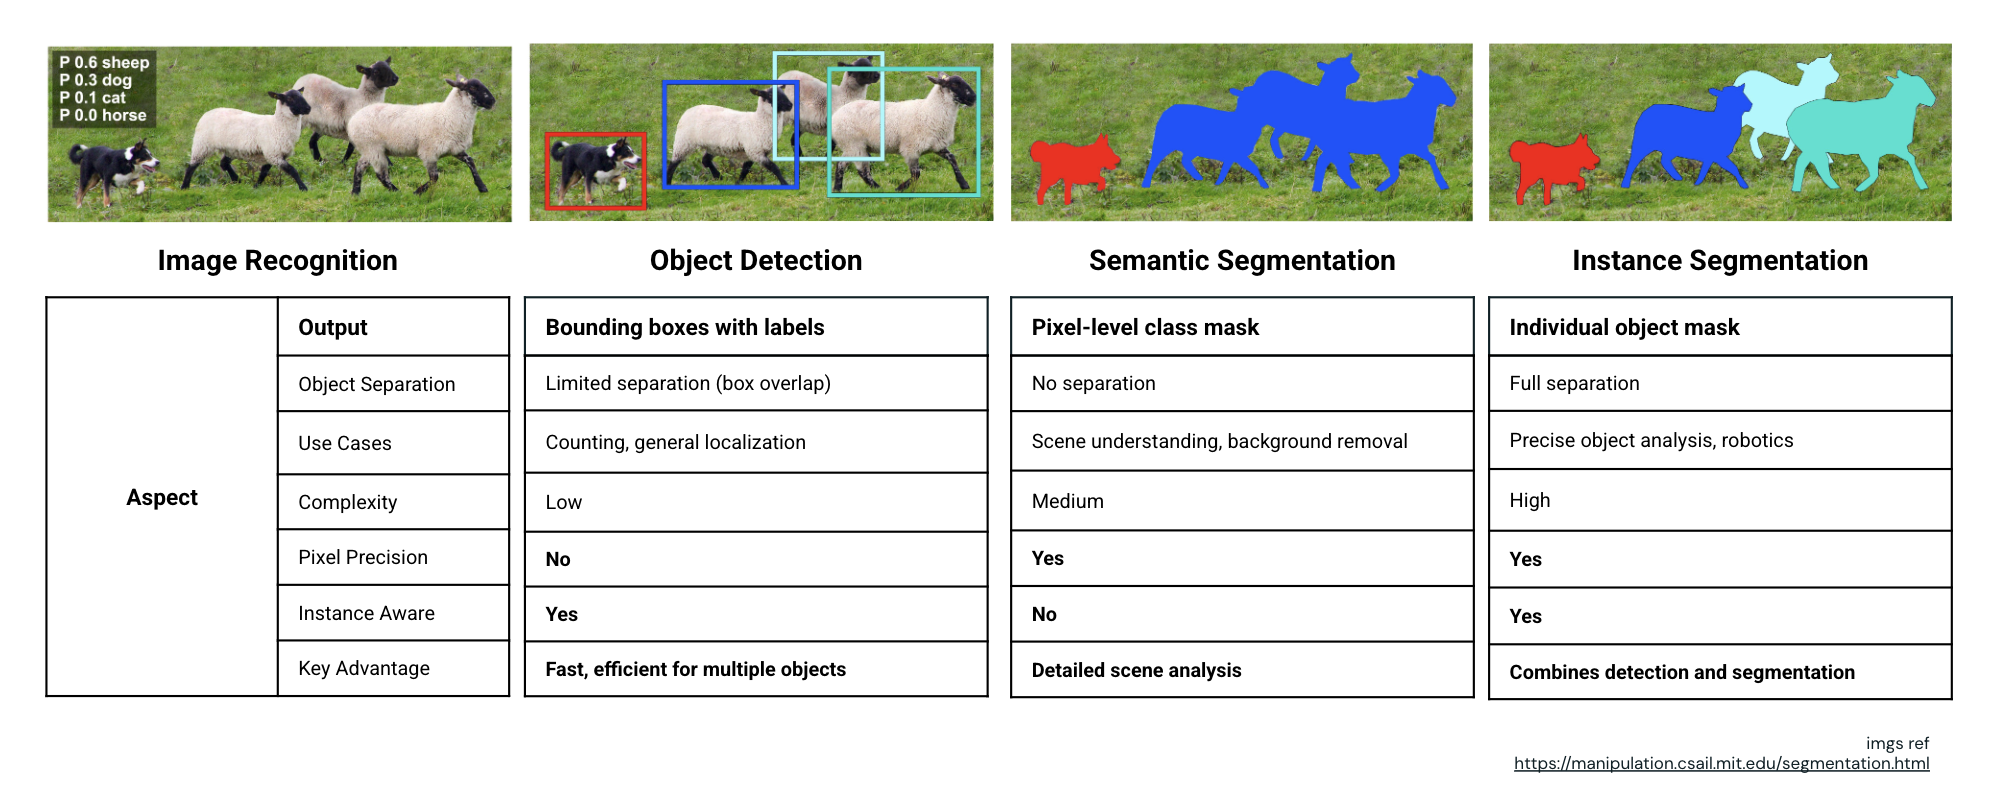 P 0.6 sheep
P 0.3 dog
P 0.1 cat
P 0.0 horse
Image Recognition
Object Detection
Semantic Segmentation
Instance Segmentation
Aspect
Output
Bounding boxes with labels
Pixel-level class mask
Individual object mask
Object Separation
Limited separation (box overlap)
No separation
Full separation
Use Cases
Counting, general localization
Scene understanding, background removal
Precise object analysis, robotics
Complexity
Low
Medium
High
Pixel Precision
No
Yes
Yes
Instance Aware
Yes
No
Yes
Key Advantage
Fast, efficient for multiple objects
Detailed scene analysis
Combines detection and segmentation
imgs ref
https://manipulation.csail.mit.edu/segmentation.html